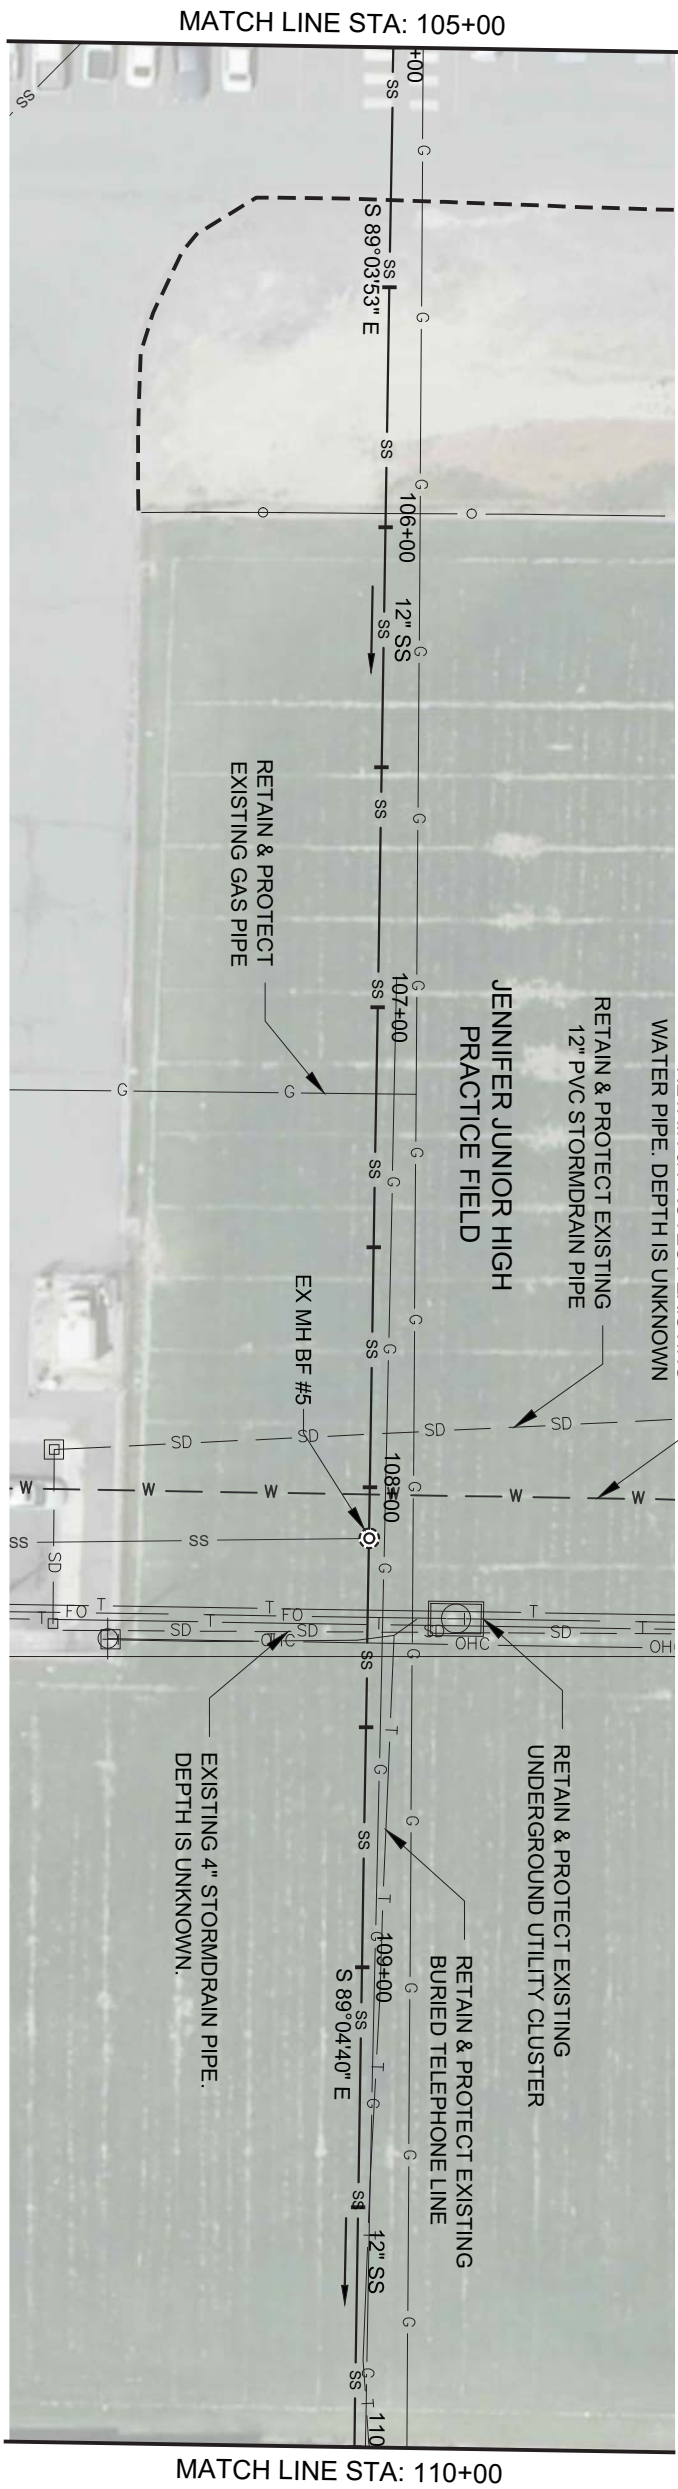 MATCH LINE STA: 105+00
+00
SS
SS
G
S 89°03'53" E
SS
G
SS
G
106+00
12" SS
SS
G
SS
G
RETAIN & PROTECT
EXISTING GAS PIPE
107+00
G
JENNIFER JUNIOR HIGH
PRACTICE FIELD
RETAIN & PROTECT EXISTING
12" PVC STORMDRAIN PIPE
WATER PIPE. DEPTH IS UNKNOWN
G
G
SS
G
G
EX MH BF #5
SS
G
G
SD
SD
SD
SD
108+00
G
W
W
W
W
W
SS
SS
SD
G
T
T
T
FO
FO
T
T
T
T
SD
SD
SD
SD
OHC
OHC
OHC
SS
G
EXISTING 4" STORMDRAIN PIPE.
DEPTH IS UNKNOWN.
RETAIN & PROTECT EXISTING
UNDERGROUND UTILITY CLUSTER
T
G
G
SS
T
RETAIN & PROTECT EXISTING
BURIED TELEPHONE LINE
109+00
G
G
SS
S 89°04'40" E
T
G
G
SS
12" SS
T
G
SS
G
T
110
MATCH LINE STA: 110+00